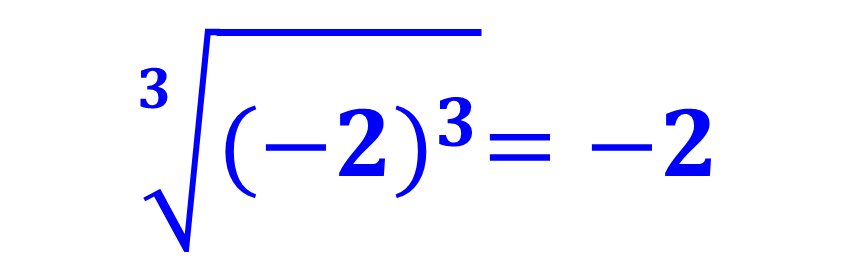 ∛(−2)³ = −2